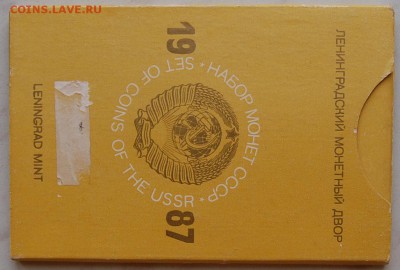 COINS.LAVE.RU
ЛЕНИНГРАДСКИЙ МОНЕТНЫЙ ДВОР
19 87
НАБОР МОНЕТ СССР •
SET OF COINS OF THE USSR •
LENINGRAD MINT